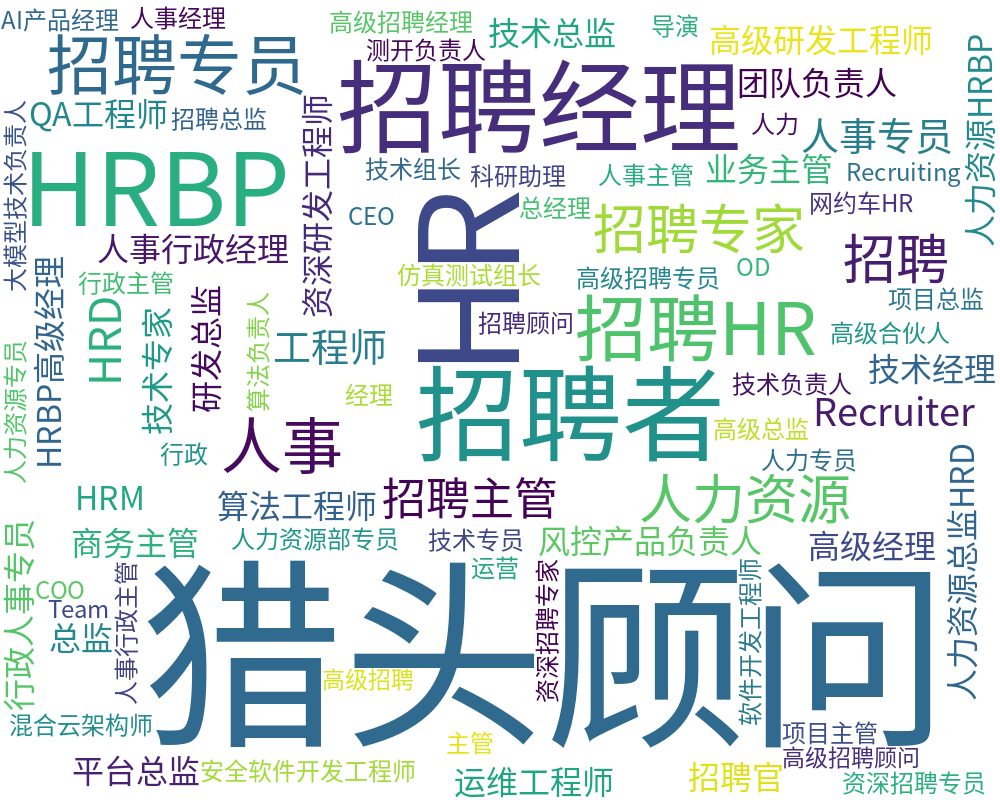 AI产品经理
人事经理
高级招聘经理
技术总监
导演
高级研发工程师
招聘专员
测开负责人
招聘经理
团队负责人
人力资源HRBP
QA工程师
招聘总监
资深研发工程师
人力
人事专员
大模型技术负责人
HRBP
技术组长
科研助理
人事主管
业务主管
Recruiting
HR
CEO
总经理
招聘专家
网约车HR
招聘
人事行政经理
行政主管
仿真测试组长
高级招聘专员
OD
项目总监
HRBP高级经理
HRD
技术专家
研发总监
算法负责人
工程师
招聘顾问
招聘HR
高级合伙人
人力资源专员
技术经理
招聘者
技术负责人
经理
Recruiter
人事
高级总监
行政
人力专员
HRM
算法工程师
招聘主管
人力资源
人力资源总监HRD
商务主管
人力资源部专员
技术专员
风控产品负责人
高级经理
行政人事专员
COO
Team
总监
人事行政主管
运营
资深招聘专家
软件开发工程师
猎头顾问
高级招聘
混合云架构师
主管
项目主管
高级招聘顾问
平台总监
安全软件开发工程师
运维工程师
招聘官
资深招聘专员